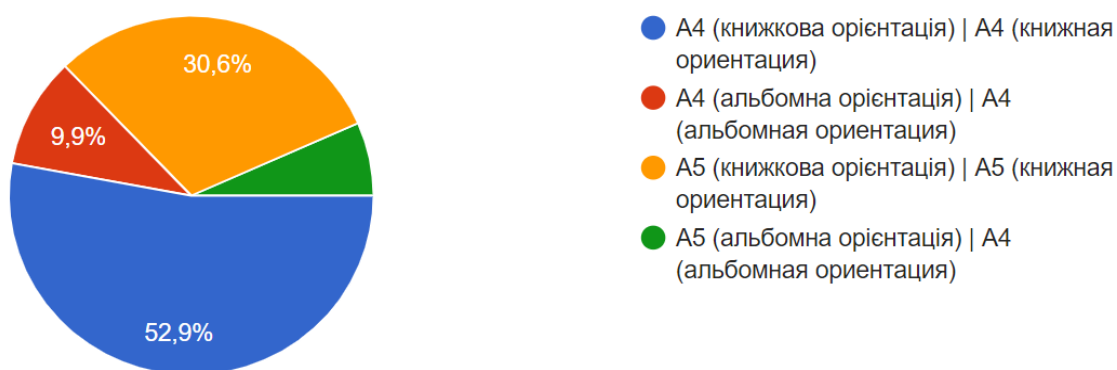 30,6%
9,9%
52,9%
А4 (книжкова орієнтація) | А4 (книжная
ориентация)
А4 (альбомна орієнтація) | А4
(альбомная ориентация)
А5 (книжкова орієнтація) | А5 (книжная
ориентация)
А5 (альбомна орієнтація) | А4
(альбомная ориентация)